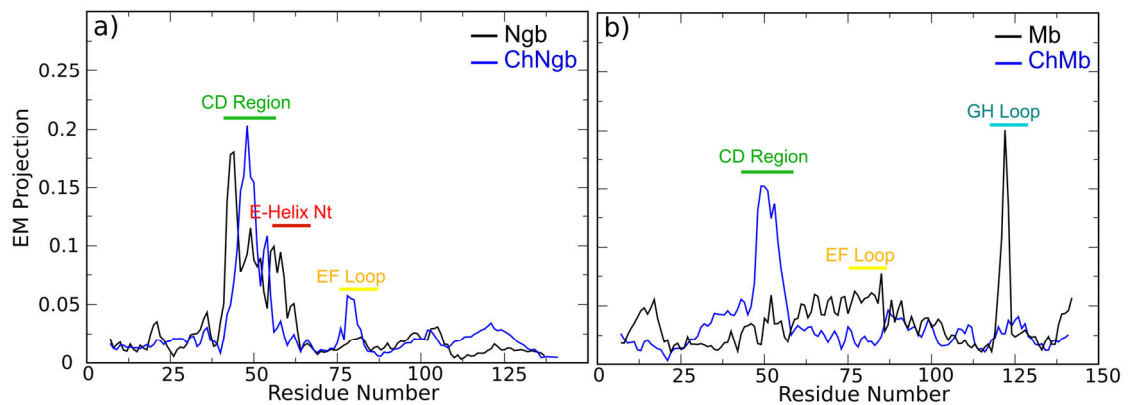 a)
Ngb
ChNgb
CD Region
E-Helix Nt
EF Loop
EM Projection
0.25
0.2
0.15
0.1
0.05
0
0 25 50 75 100 125
Residue Number
b)
Mb
ChMb
GH Loop
CD Region
EF Loop
0 25 50 75 100 125 150
Residue Number